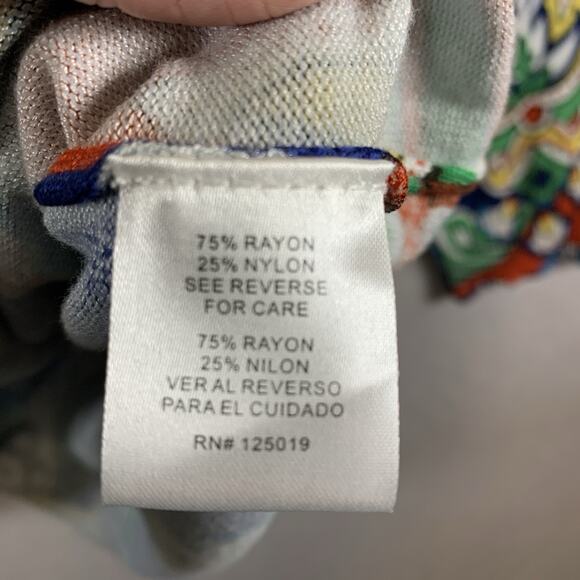 75% RAYON
25% NYLON
SEE REVERSE
FOR CARE
75% RAYON
25% NILON
VER AL REVERSO
PARA EL CUIDADO
RN# 125019